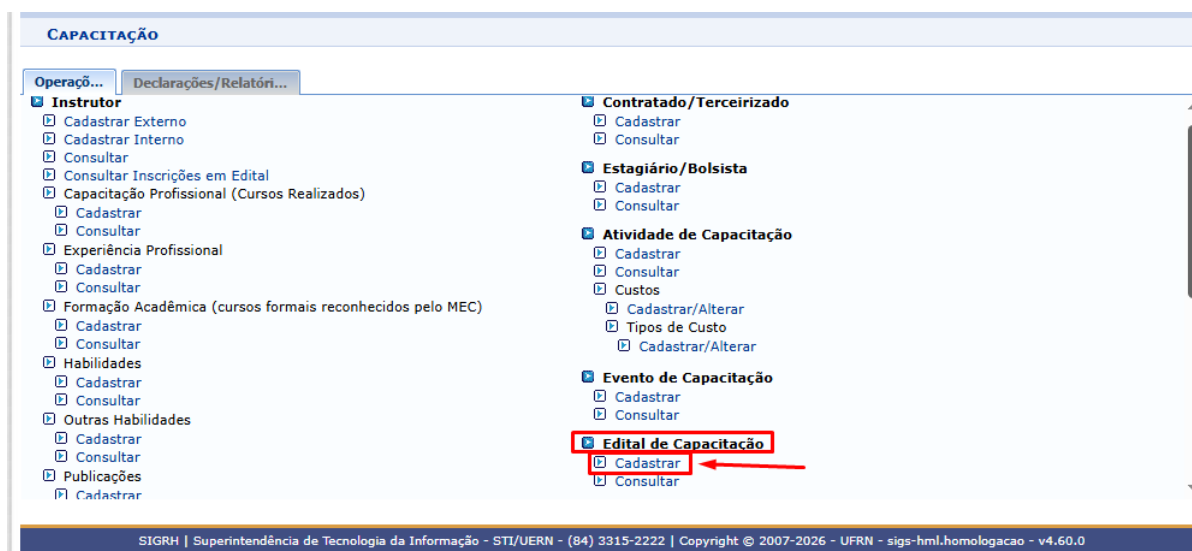 CAPACITAÇÃO
Operaçõ...
Declarações/Relatóri...
Instrutor
Cadastrar Externo
Cadastrar Interno
Consultar
Consultar Inscrições em Edital
Capacitação Profissional (Cursos Realizados)
Cadastrar
Consultar
Experiência Profissional
Cadastrar
Consultar
Formação Acadêmica (cursos formais reconhecidos pelo MEC)
Cadastrar
Consultar
Habilidades
Cadastrar
Consultar
Outras Habilidades
Cadastrar
Consultar
Publicações
Cadastrar
Contratado/Terceirizado
Cadastrar
Consultar
Estagiário/Bolsista
Cadastrar
Consultar
Atividade de Capacitação
Cadastrar
Consultar
Custos
Cadastrar/Alterar
Tipos de Custo
Cadastrar/Alterar
Evento de Capacitação
Cadastrar
Consultar
Edital de Capacitação
Cadastrar
Consultar
SIGRH | Superintendência de Tecnologia da Informação - STI/UERN - (84) 3315-2222 | Copyright © 2007-2026 - UFRN - sigs-hml.homologacao - v4.60.0